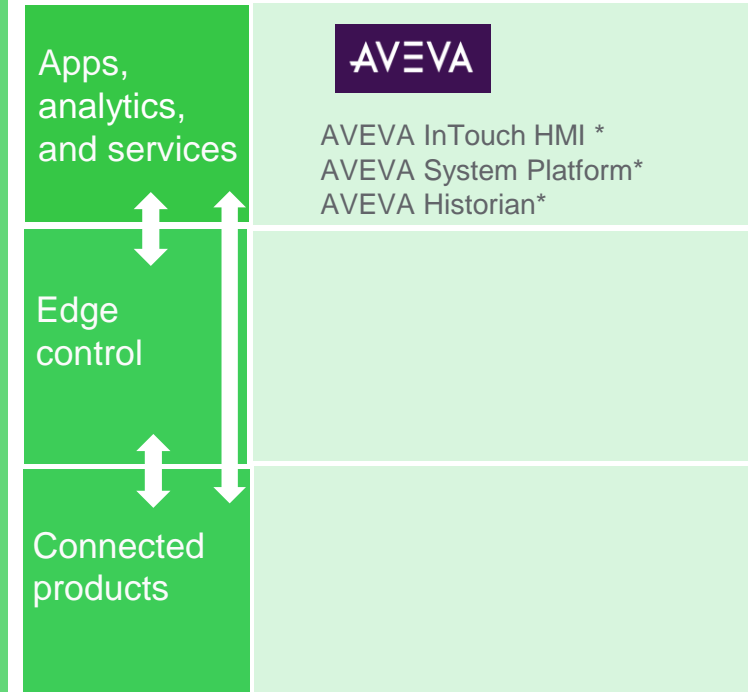 Apps,
analytics,
and services
AVEVA
AVEVA InTouch HMI *
AVEVA System Platform*
AVEVA Historian*
Edge
control
Connected
products